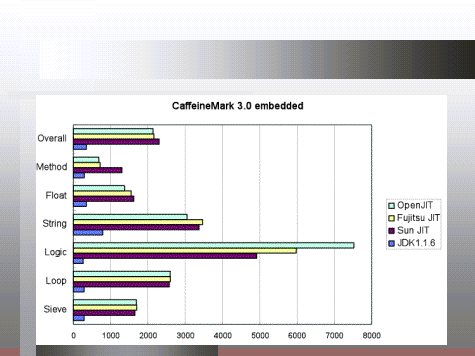 CaffeineMark 3.0 embedded
Overall
Method
Float
String
Logic
Loop
Sieve
OpenJIT
Fujitsu JIT
Sun JIT
JDK1.1.6
0 1000 2000 3000 4000 5000 6000 7000 8000